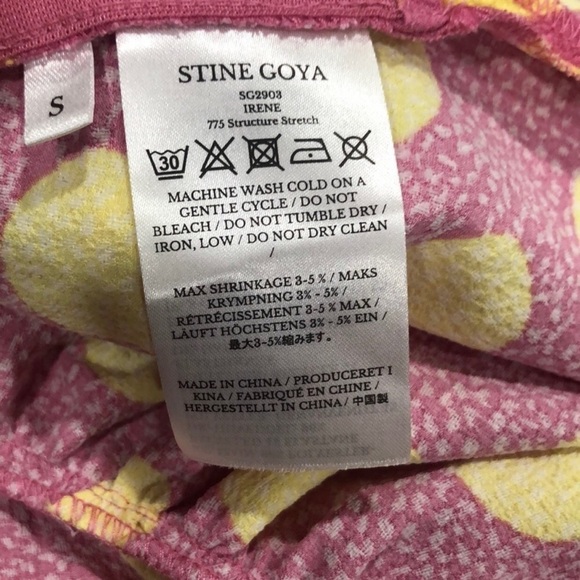 S
STINE GOYA
SG2903
IRENE
775 Structure Stretch
30
MACHINE WASH COLD ON A
GENTLE CYCLE / DO NOT
BLEACH / DO NOT TUMBLE DRY /
IRON, LOW / DO NOT DRY CLEAN
/
MAX SHRINKAGE 3-5 % / MAKS
KRYMPNING 3% - 5% /
RÉTRÉCISSEMENT 3-5 % MAX /
LÄUFT HÖCHSTENS 3% - 5% EIN /
最大3-5%縮みます。
MADE IN CHINA / PRODUCERET I
KINA / FABRIQUÉ EN CHINE /
HERGESTELLT IN CHINA / 中国製